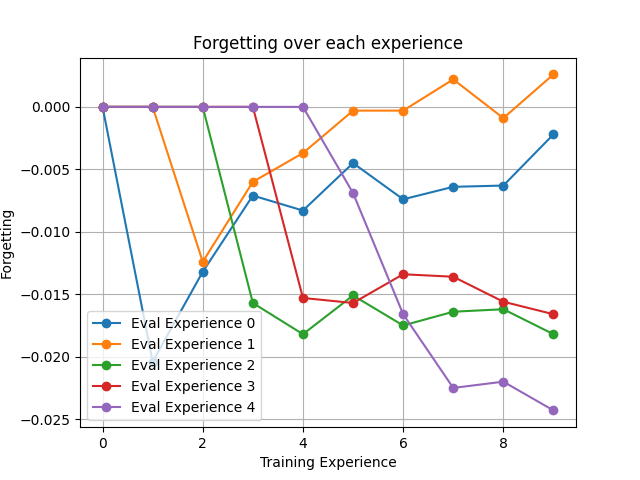 Forgetting over each experience
0.000
−0.005
−0.010
−0.015
−0.020
−0.025
Forgetting
Eval Experience 0
Eval Experience 1
Eval Experience 2
Eval Experience 3
Eval Experience 4
0 2 4 6 8
Training Experience